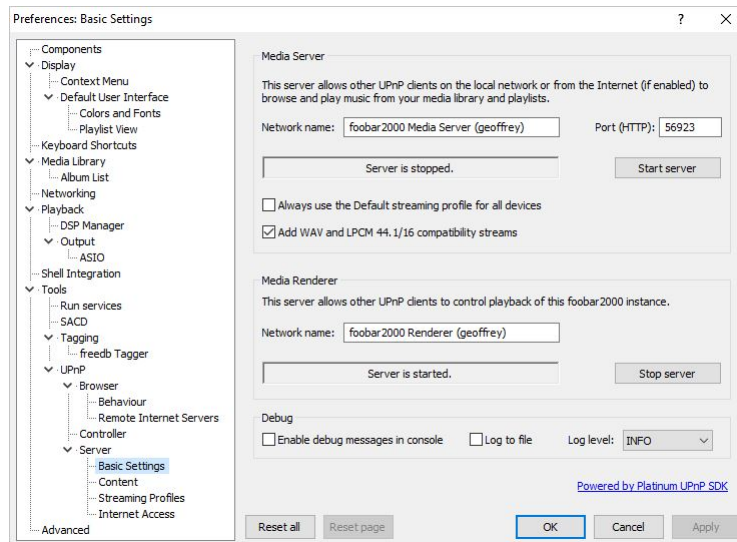 Preferences: Basic Settings
?
Components
Display
Context Menu
Default User Interface
Colors and Fonts
Playlist View
Keyboard Shortcuts
Media Library
Album List
Networking
Playback
DSP Manager
Output
ASIO
Shell Integration
Tools
Run services
SACD
Tagging
freedb Tagger
UPnP
Browser
Behaviour
Remote Internet Servers
Controller
Server
Basic Settings
Content
Streaming Profiles
Internet Access
Advanced
Media Server
This server allows other UPnP clients on the local network or from the Internet (if enabled) to
browse and play music from your media library and playlists.
Network name: foobar2000 Media Server (geoffrey) Port (HTTP): 56923
Server is stopped. Start server
Always use the Default streaming profile for all devices
Add WAV and LPCM 44.1/16 compatibility streams
Media Renderer
This server allows other UPnP clients to control playback of this foobar2000 instance.
Network name: foobar2000 Renderer (geoffrey)
Server is started. Stop server
Debug
Enable debug messages in console Log to file Log level: INFO
Powered by Platinum UPnP SDK
Reset all Reset page OK Cancel Apply